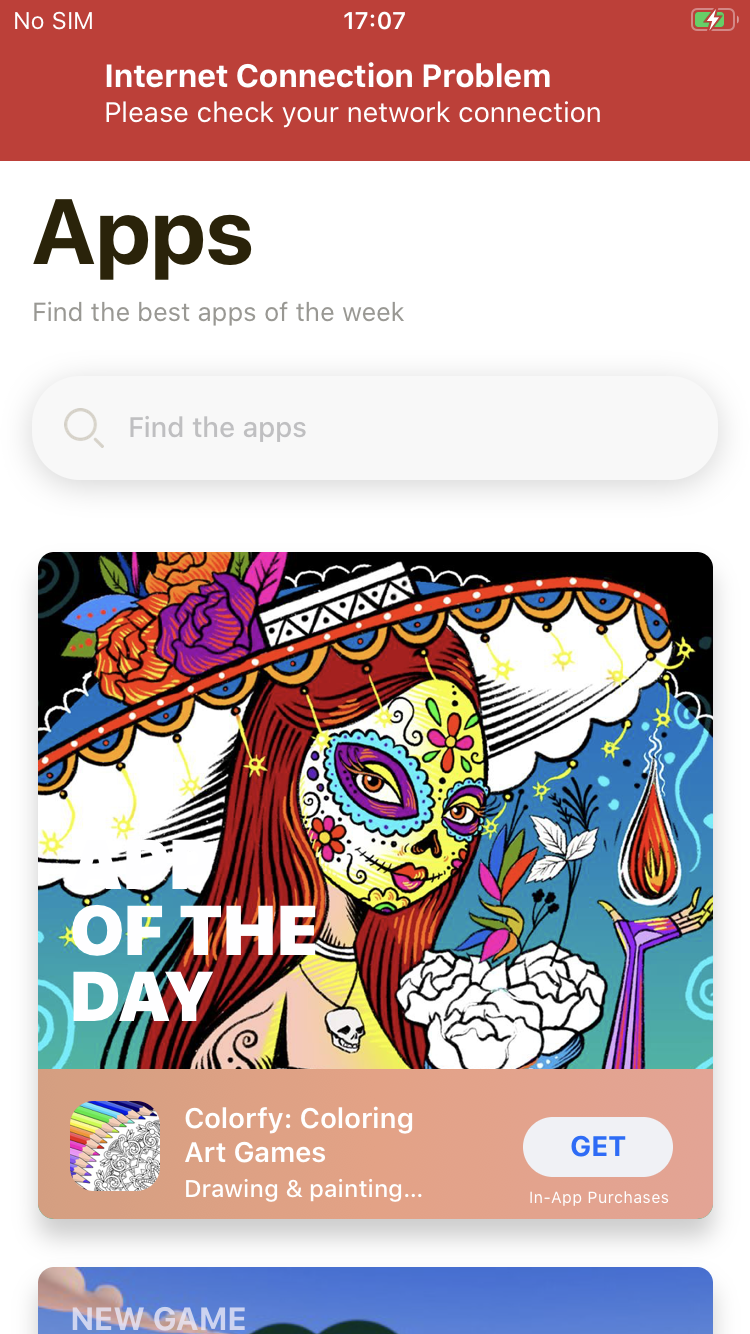 No SIM 17:07
Internet Connection Problem
Please check your network connection
Apps
Find the best apps of the week
Find the apps
APP
OF THE
DAY
Colorfy: Coloring
Art Games
Drawing & painting...
GET
In-App Purchases
NEW GAME